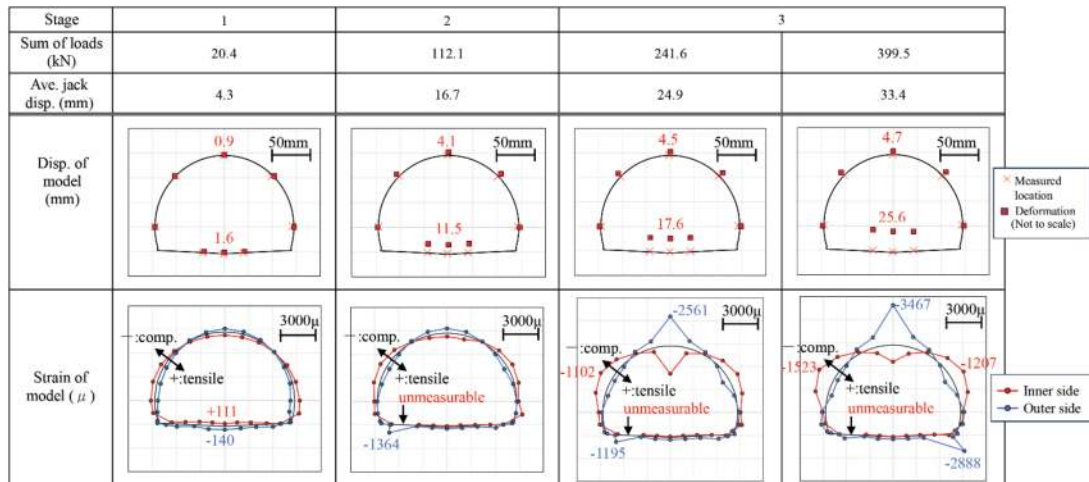 Stage 1 2 3
Sum of loads (kN) 20.4 112.1 241.6 399.5
Ave. jack disp. (mm) 4.3 16.7 24.9 33.4
Disp. of model (mm)
0.9 50mm 1.6
4.1 50mm 11.5
4.5 50mm 17.6
4.7 50mm 25.6
× Measured location
■ Deformation (Not to scale)
Strain of model (μ)
3000μ
—:comp.
+:tensile
+111
-140
3000μ
—:comp.
+:tensile
unmeasurable
-1364
-2561
3000μ
—:comp.
-1102
+:tensile
unmeasurable
-1195
-3467
3000μ
—:comp.
-1523
-1207
+:tensile
unmeasurable
-2888
Inner side
Outer side